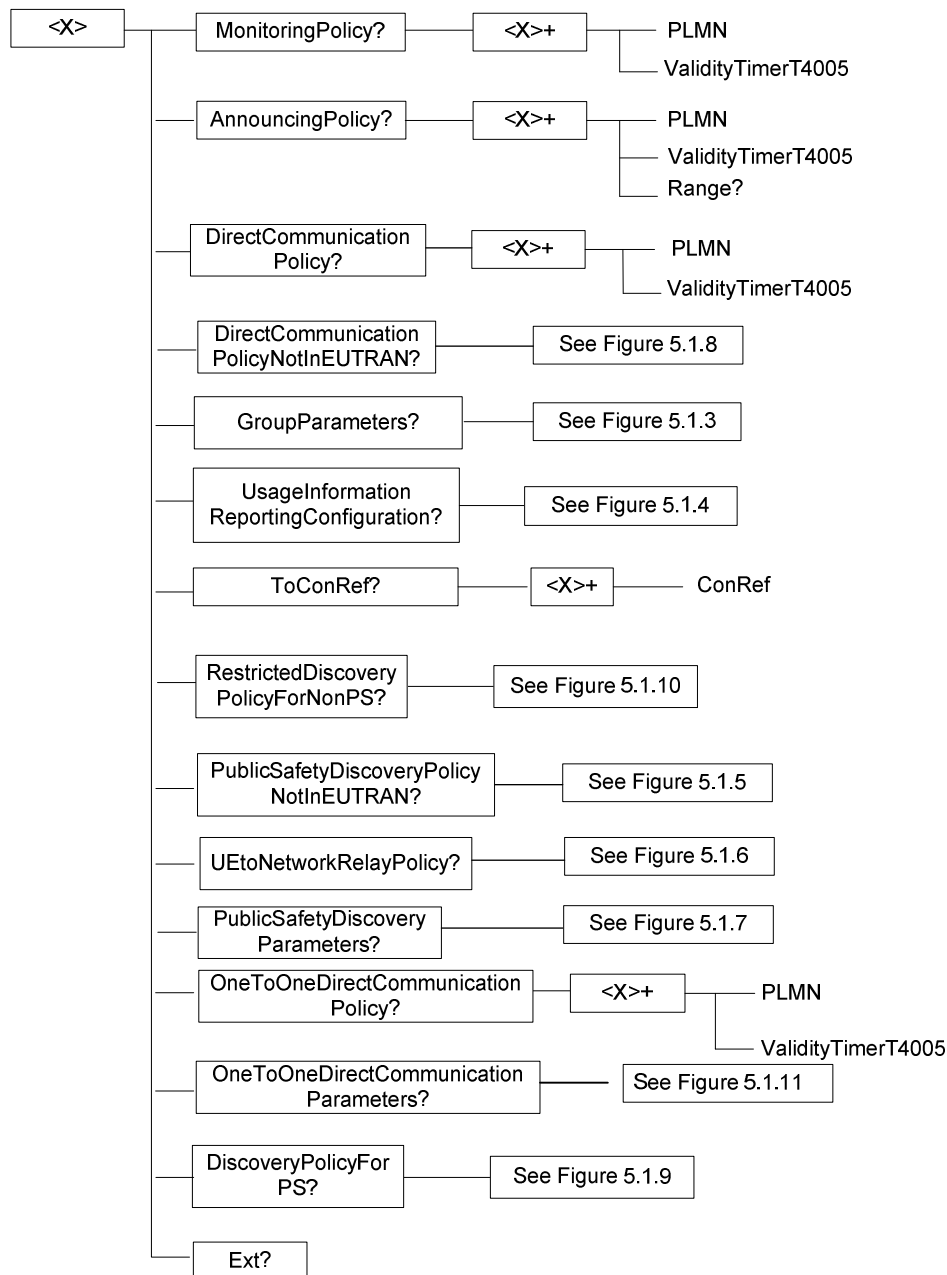 <X>
MonitoringPolicy?
<X>+
PLMN
ValidityTimerT4005
AnnouncingPolicy?
<X>+
PLMN
ValidityTimerT4005
Range?
DirectCommunication
Policy?
<X>+
PLMN
ValidityTimerT4005
DirectCommunication
PolicyNotInEUTRAN?
See Figure 5.1.8
GroupParameters?
See Figure 5.1.3
UsageInformation
ReportingConfiguration?
See Figure 5.1.4
ToConRef?
<X>+
ConRef
RestrictedDiscovery
PolicyForNonPS?
See Figure 5.1.10
PublicSafetyDiscoveryPolicy
NotInEUTRAN?
See Figure 5.1.5
UEtoNetworkRelayPolicy?
See Figure 5.1.6
PublicSafetyDiscovery
Parameters?
See Figure 5.1.7
OneToOneDirectCommunication
Policy?
<X>+
PLMN
ValidityTimerT4005
OneToOneDirectCommunication
Parameters?
See Figure 5.1.11
DiscoveryPolicyFor
PS?
See Figure 5.1.9
Ext?